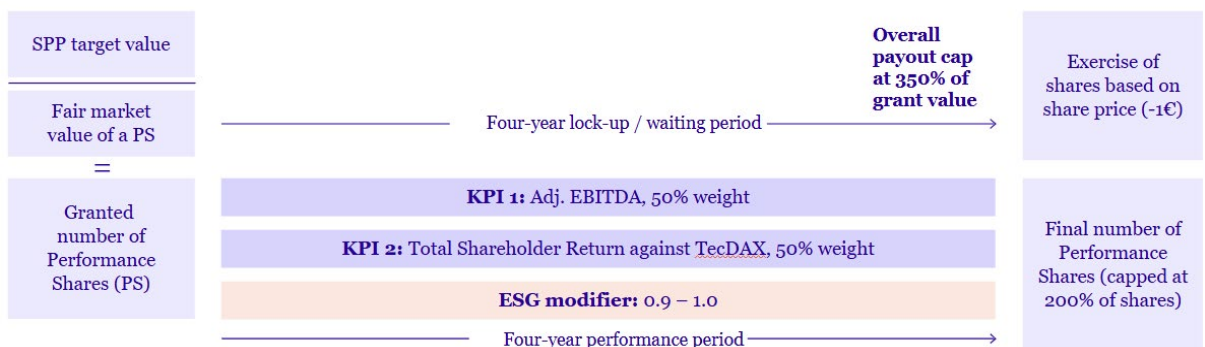 SPP target value
Fair market
value of a PS
=
Granted
number of
Performance
Shares (PS)
Overall
payout cap
at 350% of
grant value
Four-year lock-up / waiting period
KPI 1: Adj. EBITDA, 50% weight
KPI 2: Total Shareholder Return against TecDAX, 50% weight
ESG modifier: 0.9 – 1.0
Four-year performance period
Exercise of
shares based on
share price (-1€)
Final number of
Performance
Shares (capped at
200% of shares)